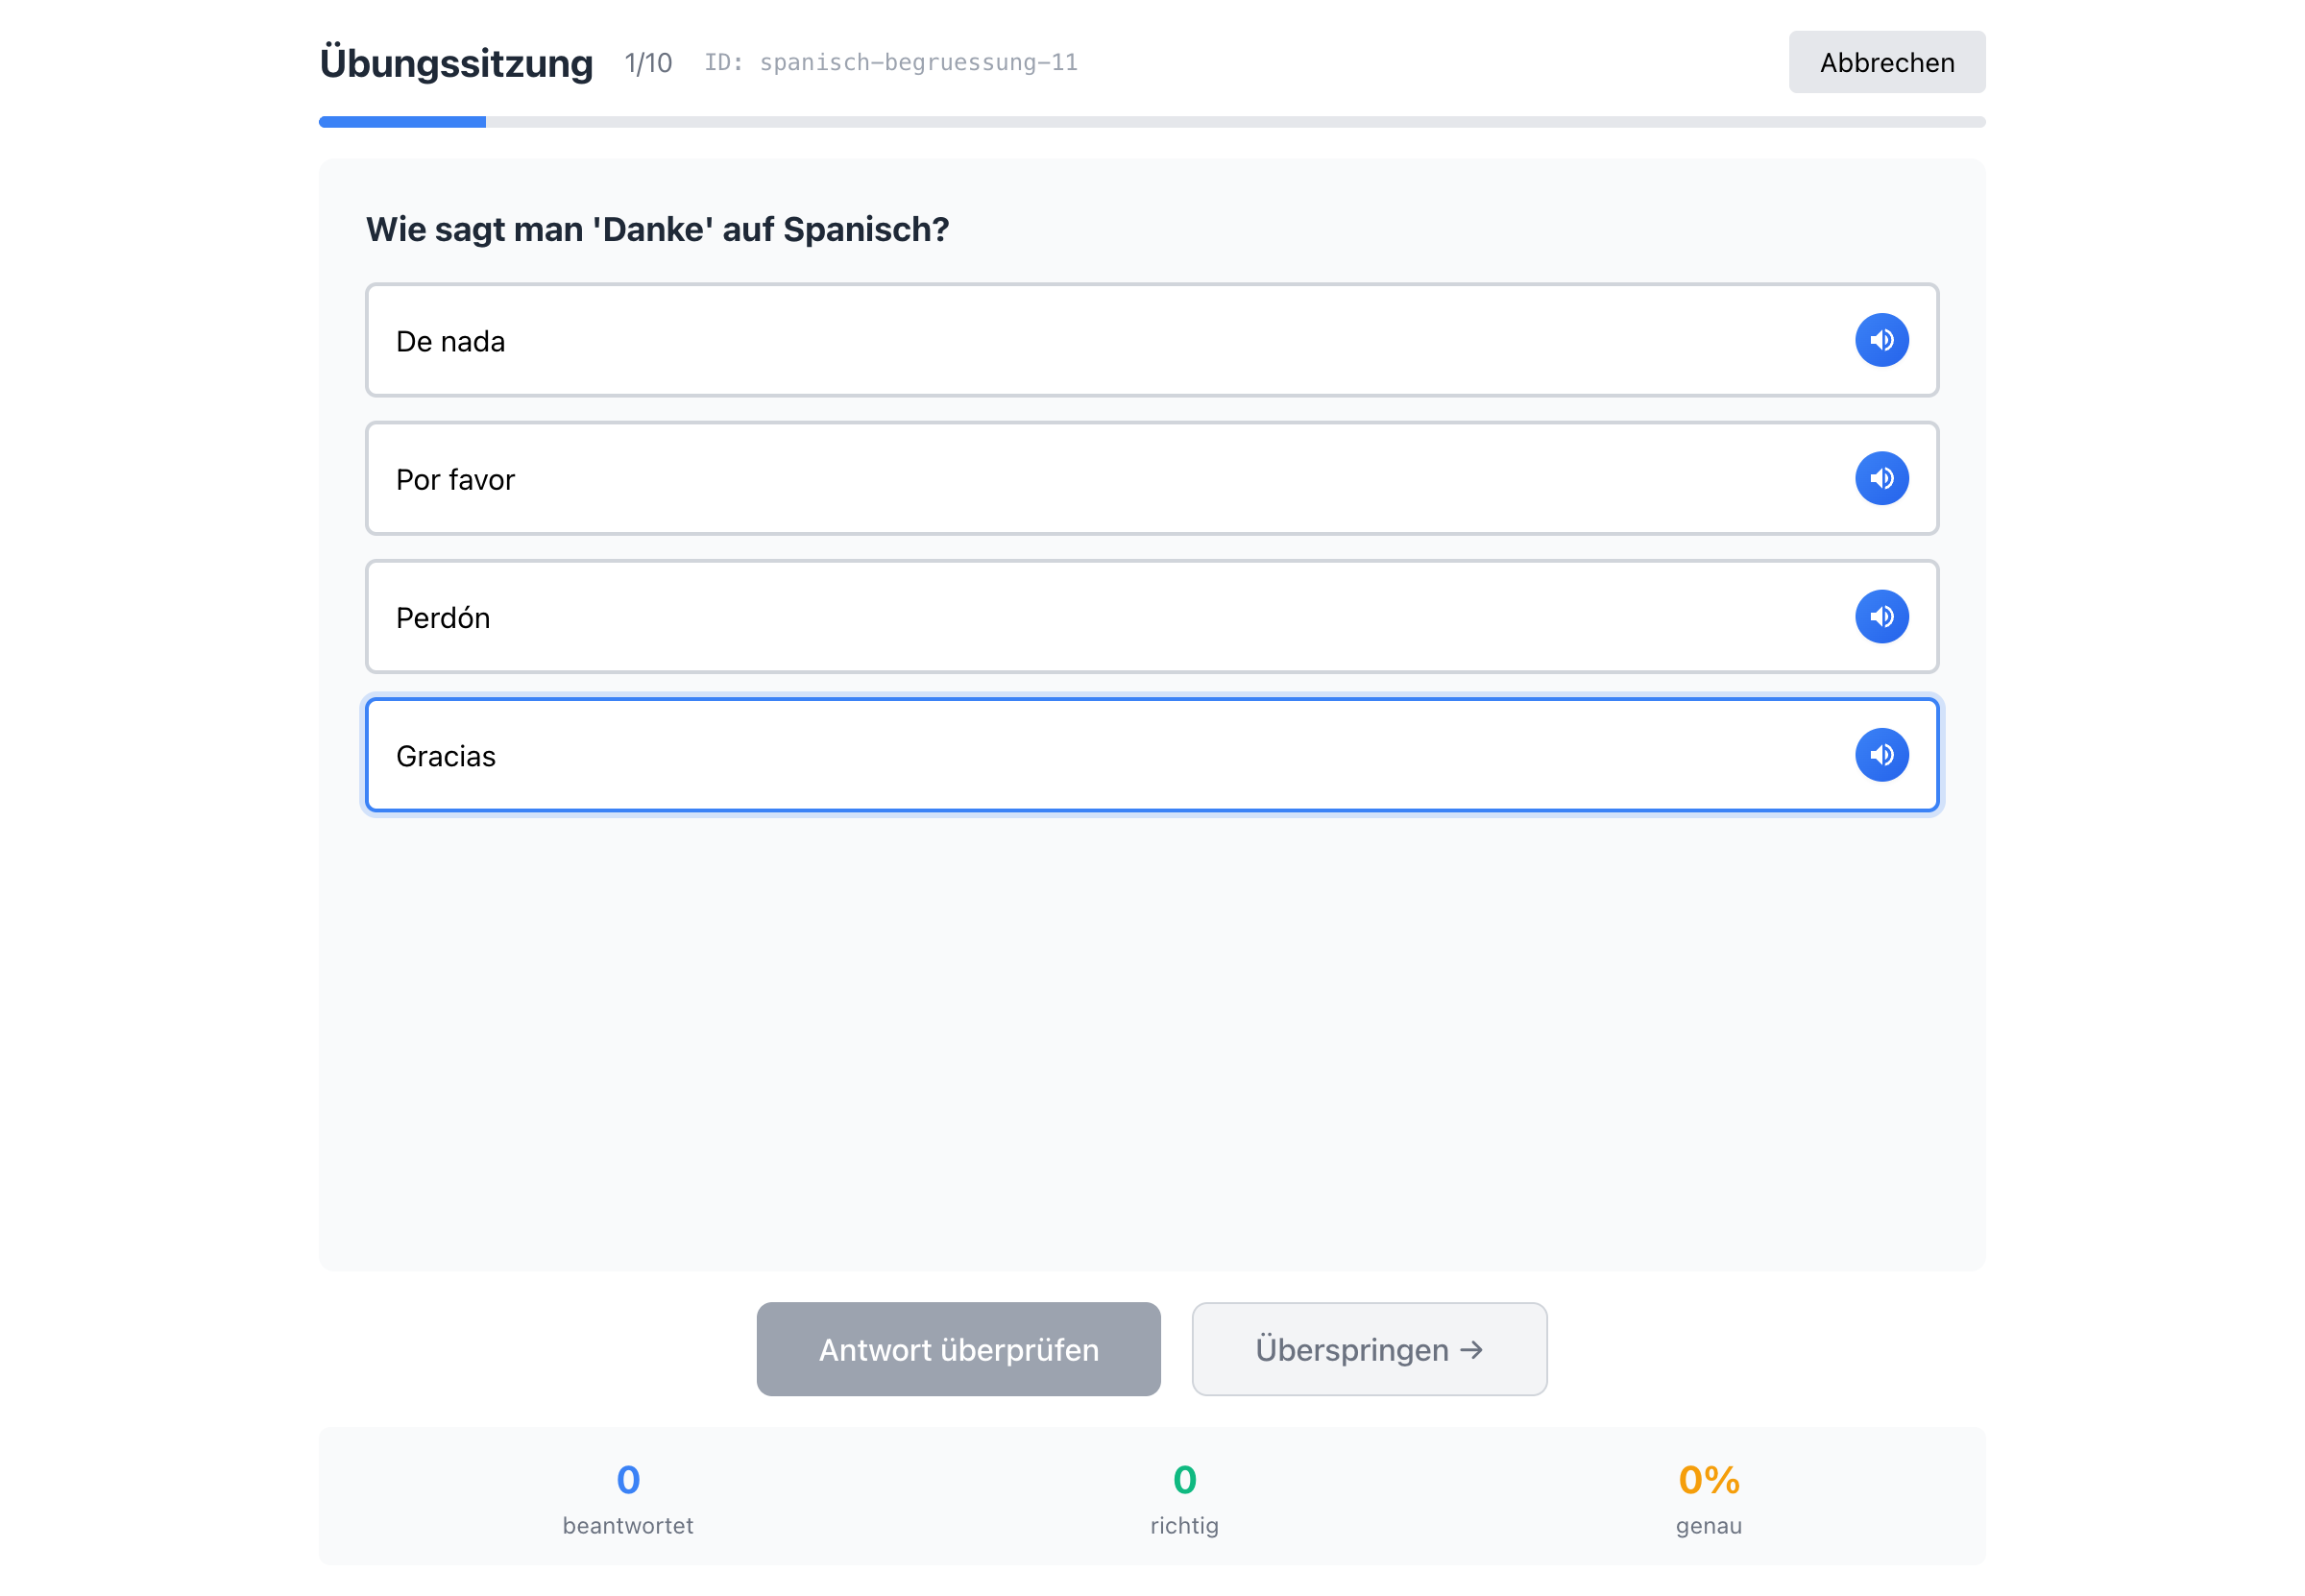 Übungssitzung 1/10 ID: spanisch-begruessung-11 Abbrechen
Wie sagt man 'Danke' auf Spanisch?
De nada
Por favor
Perdón
Gracias
Antwort überprüfen Überspringen →
0 0 0%
beantwortet richtig genau